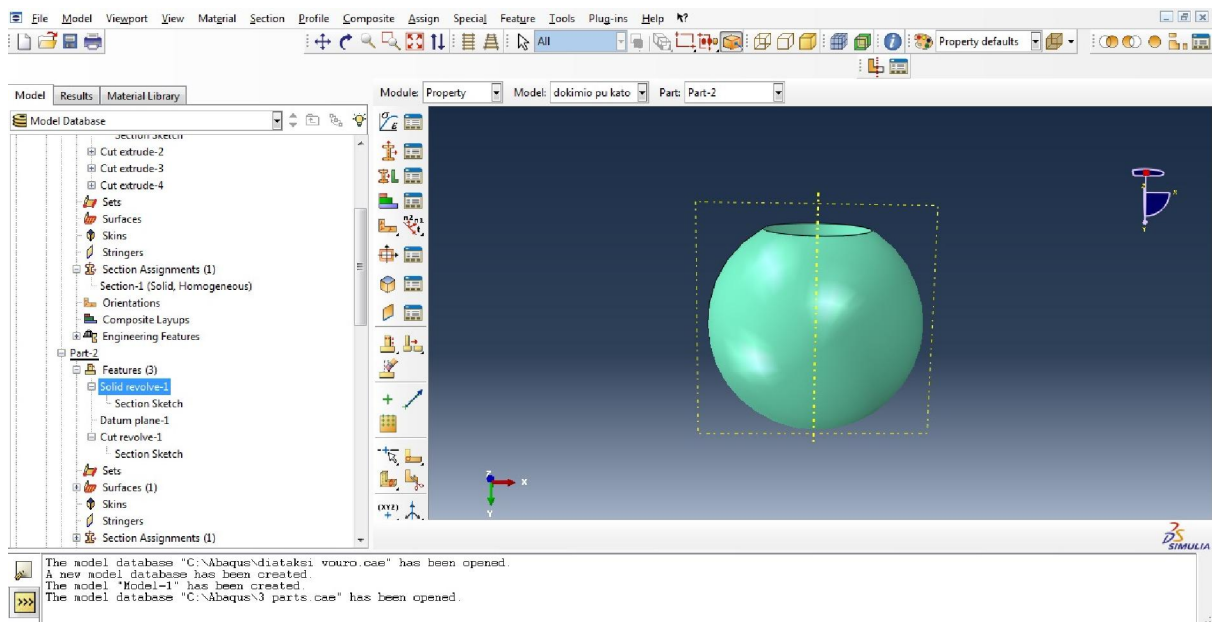 File Model Viewport View Material Section Profile Composite Assign Special Feature Tools Plug-ins Help
All Property defaults
Model Results Material Library Module: Property Model: dokimio pu kato Part: Part-2
Model Database
Section Sketch
Cut extrude-2
Cut extrude-3
Cut extrude-4
Sets
Surfaces
Skins
Stringers
Section Assignments (1)
Section-1 (Solid, Homogeneous)
Orientations
Composite Layups
Engineering Features
Part-2
Features (3)
Solid revolve-1
Section Sketch
Datum plane-1
Cut revolve-1
Section Sketch
Sets
Surfaces (1)
Skins
Stringers
Section Assignments (1)
(XYZ)
Z
X
Y
SIMULIA
The model database "C:\Abaqus\diataksi vouro.cae" has been opened.
A new model database has been created.
The model "Model-1" has been created.
The model database "C:\Abaqus\3 parts.cae" has been opened.